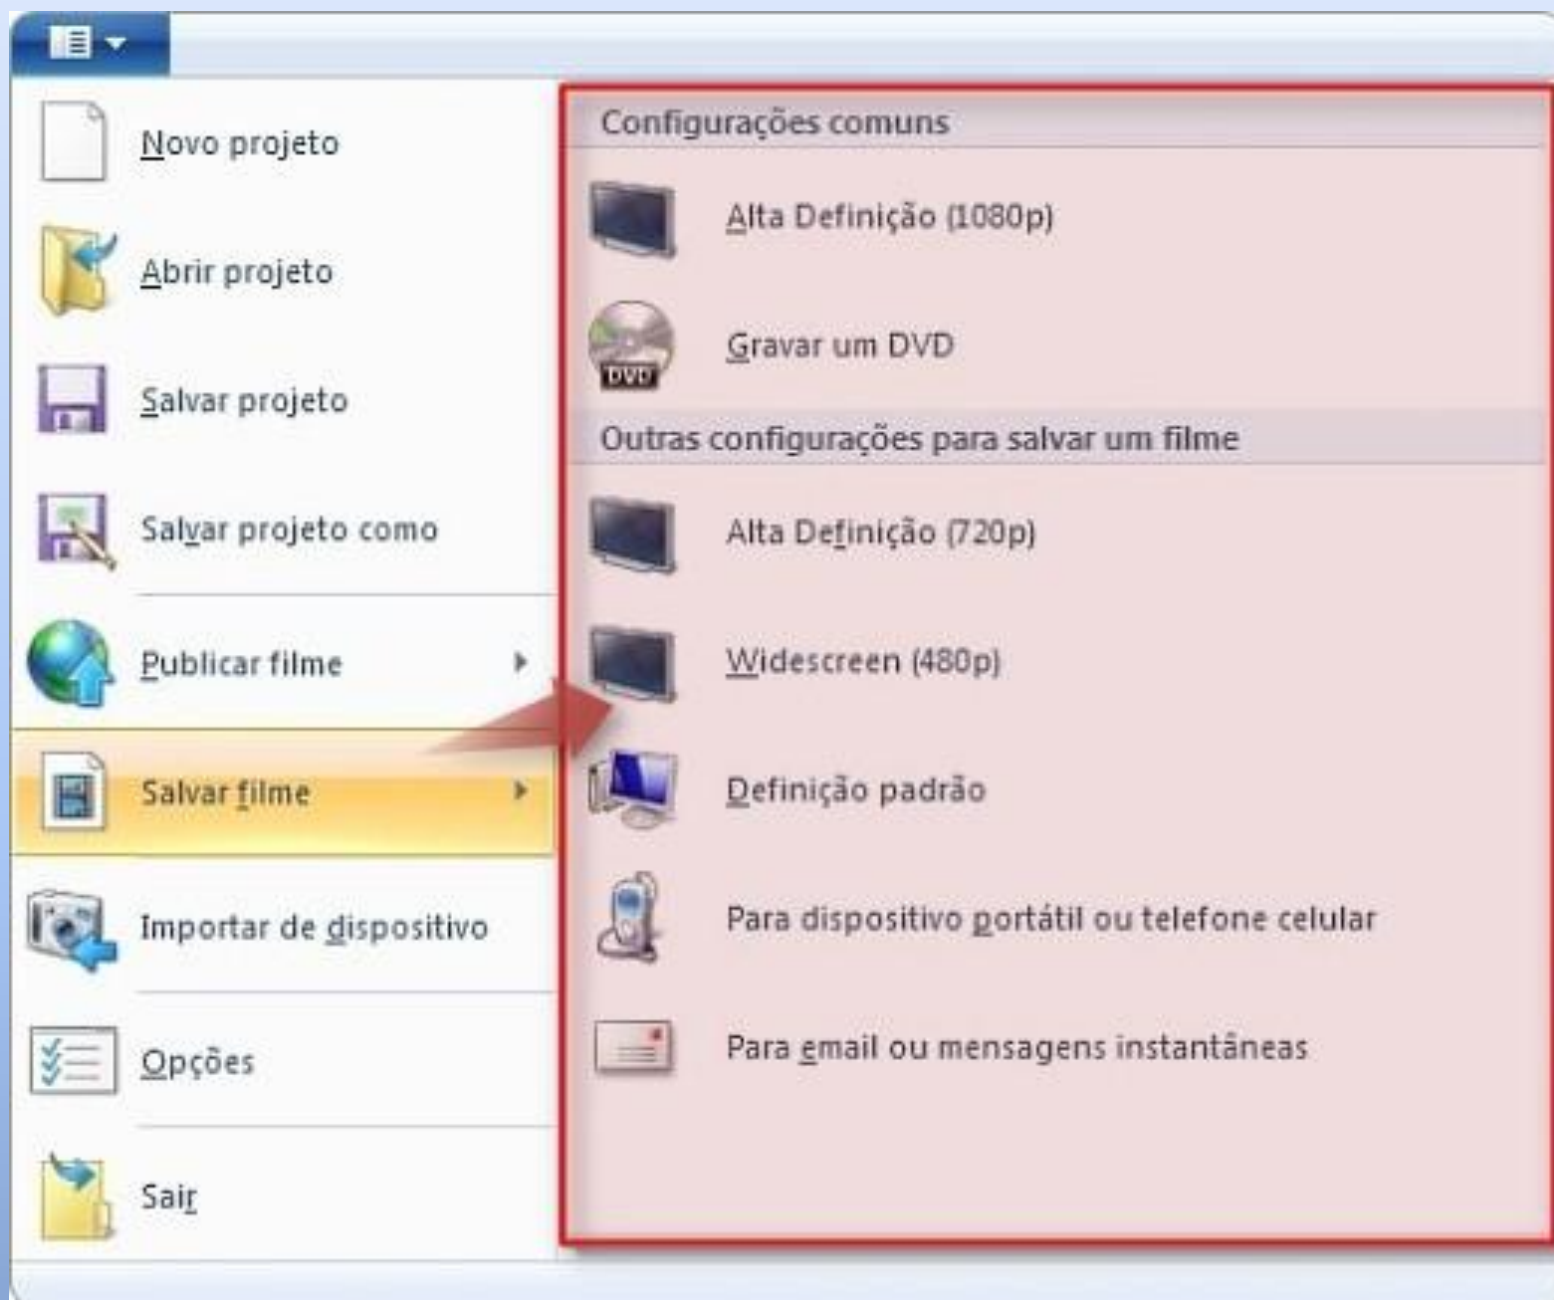 Novo projeto
Abrir projeto
Salvar projeto
Salvar projeto como
Publicar filme
Salvar filme
Importar de dispositivo
Opções
Sair
Configurações comuns
Alta Definição (1080p)
Gravar um DVD
DVD
Outras configurações para salvar um filme
Alta Definição (720p)
Widescreen (480p)
Definição padrão
Para dispositivo portátil ou telefone celular
Para email ou mensagens instantâneas